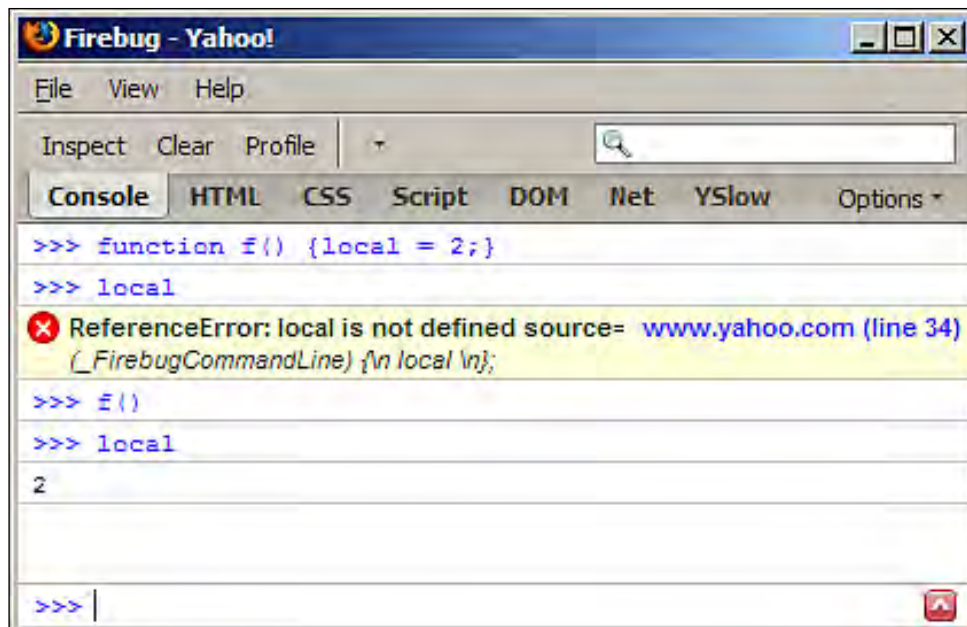 Firebug - Yahoo!
File View Help
Inspect Clear Profile
Console HTML CSS Script DOM Net YSlow Options
>>> function f() {local = 2;}
>>> local
ReferenceError: local is not defined source= www.yahoo.com (line 34)
(_FirebugCommandLine) {\n local \n};
>>> f()
>>> local
2
>>>